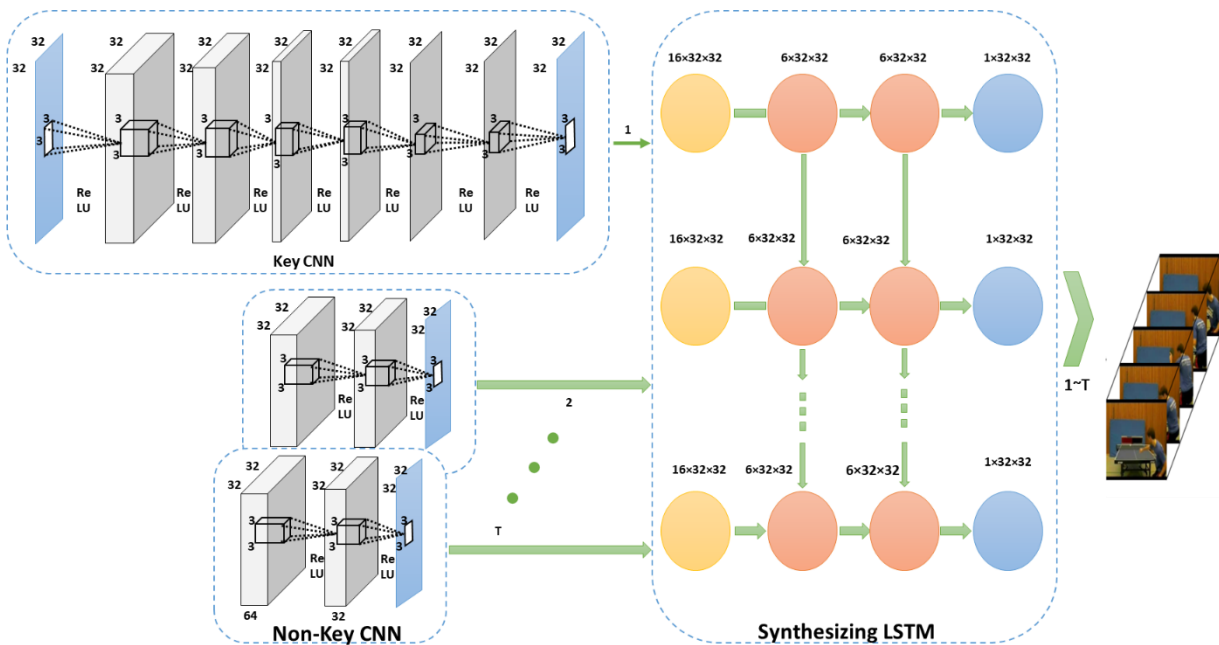 32 32 32 32 32 32 32 32
32 32 32 32 32 32 32 32
3 3 3 3 3 3 3 3
3 3 3 3 3 3 3 3
Re
LU
Re
LU
Re
LU
Re
LU
Re
LU
Re
LU
Re
LU
Key CNN
1
16×32×32 6×32×32 6×32×32 1×32×32
16×32×32 6×32×32 6×32×32 1×32×32
16×32×32 6×32×32 6×32×32 1×32×32
Synthesizing LSTM
1~T
32 32 32
32 32 32
3 3 3
3 3 3
Re
LU
Re
LU
2
32 32 32
32 32 32
3 3 3
3 3 3
Re
LU
Re
LU
T
64 32
Non-Key CNN